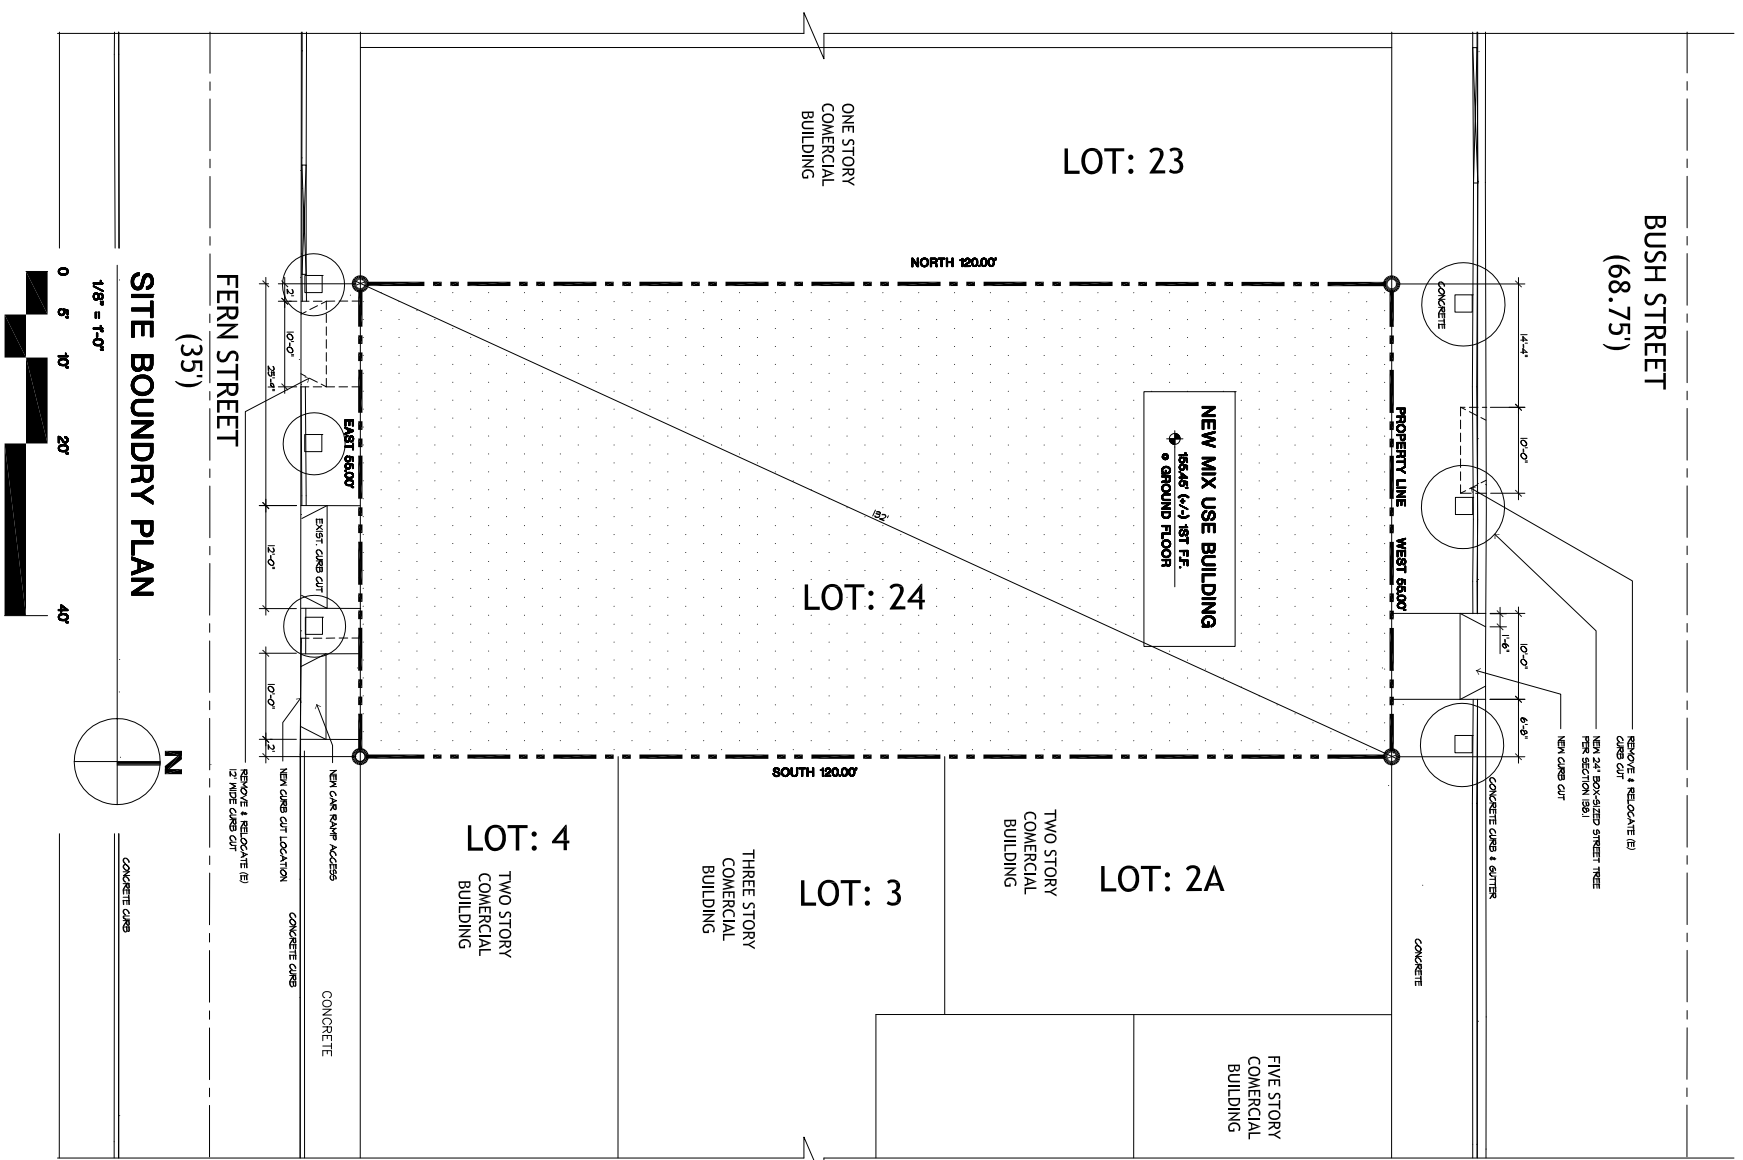 ONE STORY
COMERCIAL
BUILDING
LOT: 23
BUSH STREET
(68.75')
NORTH 120.00'
CONCRETE
14'-4"
10'-0"
PROPERTY LINE
WEST 55.00'
1'-6"
10'-0"
6'-8"
REMOVE & RELOCATE (E)
CURB CUT
NEW 24" BOX-SIZED STREET TREE
PER SECTION 138.1
NEW CURB CUT
CONCRETE CURB & GUTTER
CONCRETE
NEW MIX USE BUILDING
155.45' (+/-) 1ST F.F.
@ GROUND FLOOR
132'
LOT: 24
EAST 55.00'
2'
10'-0"
25'-4"
12'-0"
EXIST. CURB CUT
10'-0"
2'
FERN STREET
(35')
SITE BOUNDRY PLAN
1/8" = 1'-0"
0
5'
10'
20'
40'
N
SOUTH 120.00'
NEW CAR RAMP ACCESS
NEW CURB CUT LOCATION
REMOVE & RELOCATE (E)
12' WIDE CURB CUT
CONCRETE CURB
CONCRETE CURB
CONCRETE
LOT: 4
TWO STORY
COMERCIAL
BUILDING
THREE STORY
COMERCIAL
BUILDING
LOT: 3
TWO STORY
COMERCIAL
BUILDING
LOT: 2A
FIVE STORY
COMERCIAL
BUILDING